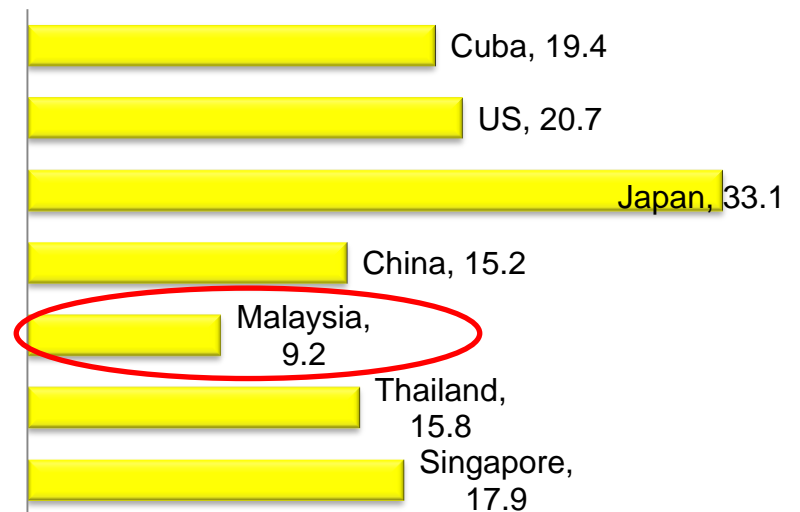 Cuba, 19.4
US, 20.7
Japan, 33.1
China, 15.2
Malaysia,
9.2
Thailand,
15.8
Singapore,
17.9